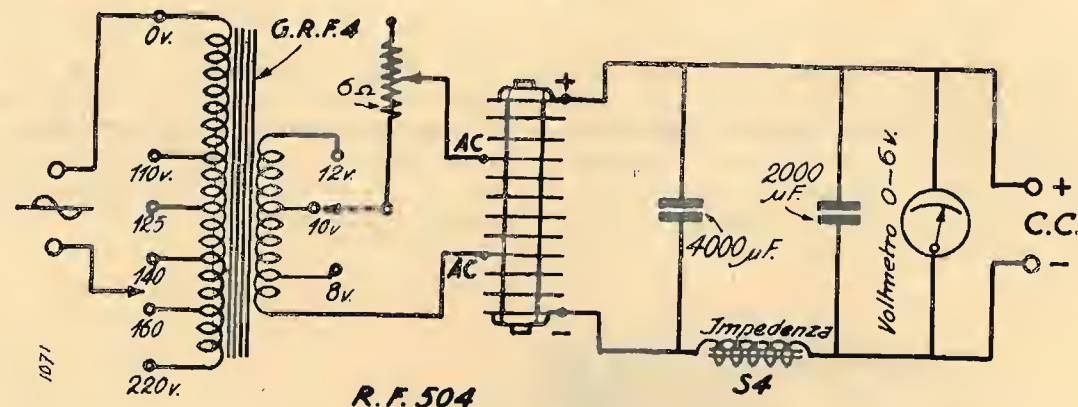 0v.
G.R.F.4
6Ω
110v.
125
140
160
220v.
12v.
10v
8v.
AC
AC
+
-
4000μF.
2000
μF.
Voltmetro 0-6v.
+
C.C.
-
Impedenza
S4
1071
R.F. 504